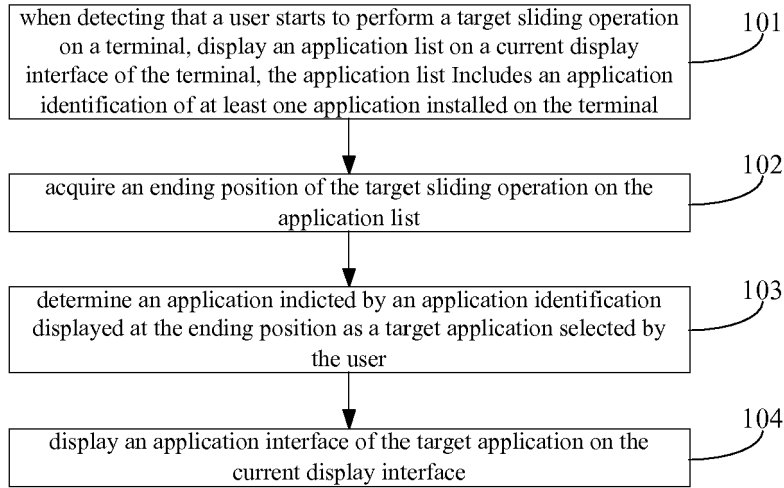 when detecting that a user starts to perform a target sliding operation
on a terminal, display an application list on a current display
interface of the terminal, the application list Includes an application
identification of at least one application installed on the terminal
101
acquire an ending position of the target sliding operation on the
application list
102
determine an application indicted by an application identification
displayed at the ending position as a target application selected by
the user
103
display an application interface of the target application on the
current display interface
104